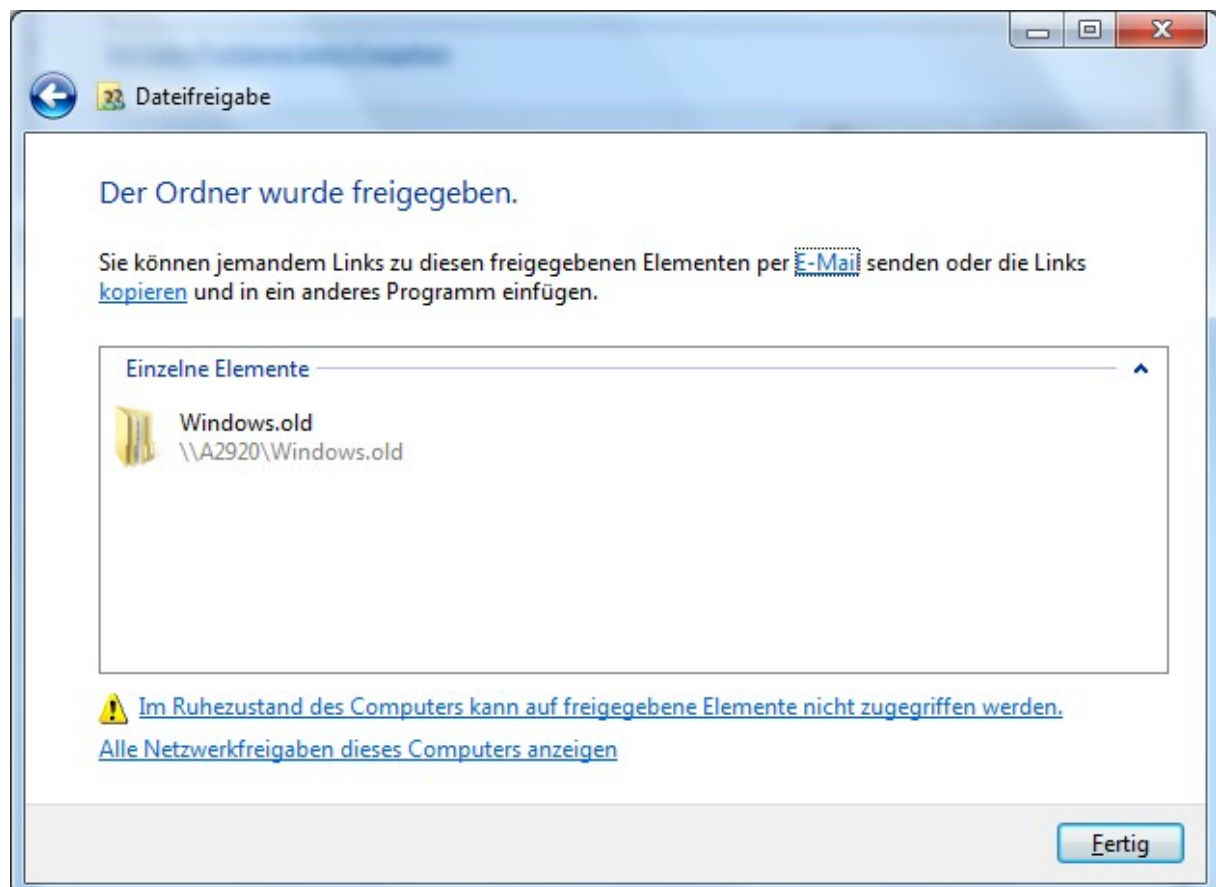 Dateifreigabe
Der Ordner wurde freigegeben.
Sie können jemandem Links zu diesen freigegebenen Elementen per E-Mail senden oder die Links
kopieren und in ein anderes Programm einfügen.
Einzelne Elemente
Windows.old
\\A2920\Windows.old
Im Ruhezustand des Computers kann auf freigegebene Elemente nicht zugegriffen werden.
Alle Netzwerkfreigaben dieses Computers anzeigen
Fertig